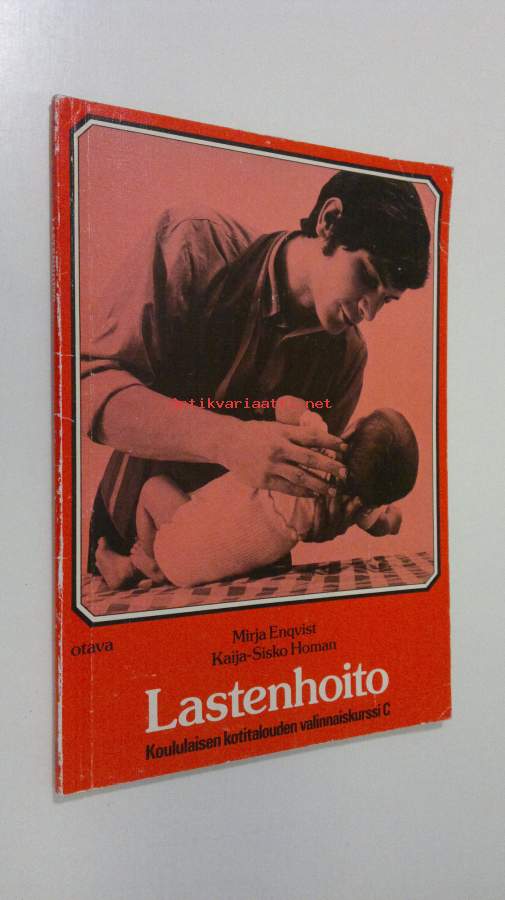 antikvariaatti.net
otava
Mirja Enqvist
Kaija-Sisko Homan
Lastenhoito
Koululaisen kotitalouden valinnaiskurssi C